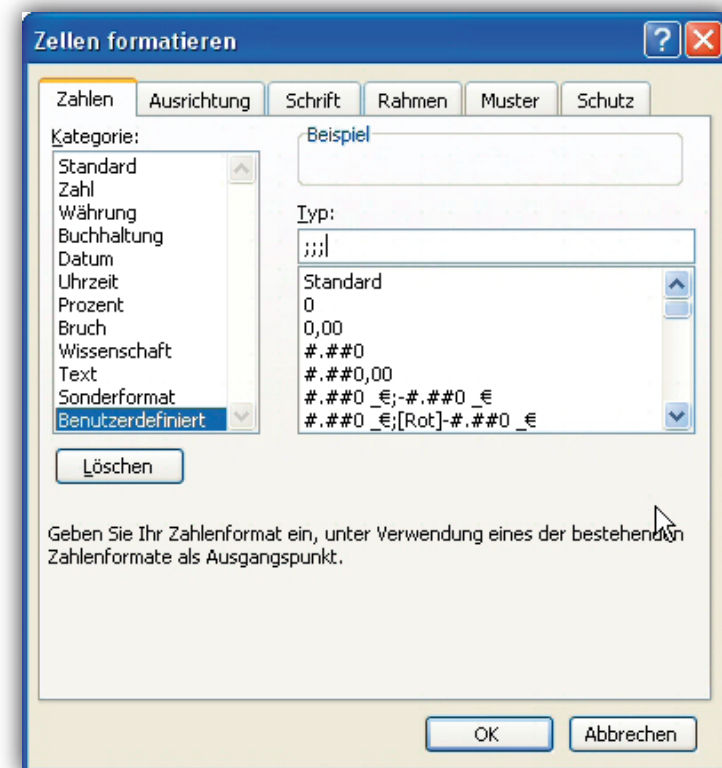 Zellen formatieren
Zahlen Ausrichtung Schrift Rahmen Muster Schutz
Kategorie:
Standard
Zahl
Währung
Buchhaltung
Datum
Uhrzeit
Prozent
Bruch
Wissenschaft
Text
Sonderformat
Benutzerdefiniert
Beispiel
Typ:
;;;
Standard
0
0,00
#.##0
#.##0,00
#.##0 _€;-#.##0 _€
#.##0 _€;[Rot]-#.##0 _€
Löschen
Geben Sie Ihr Zahlenformat ein, unter Verwendung eines der bestehenden
Zahlenformate als Ausgangspunkt.
OK Abbrechen